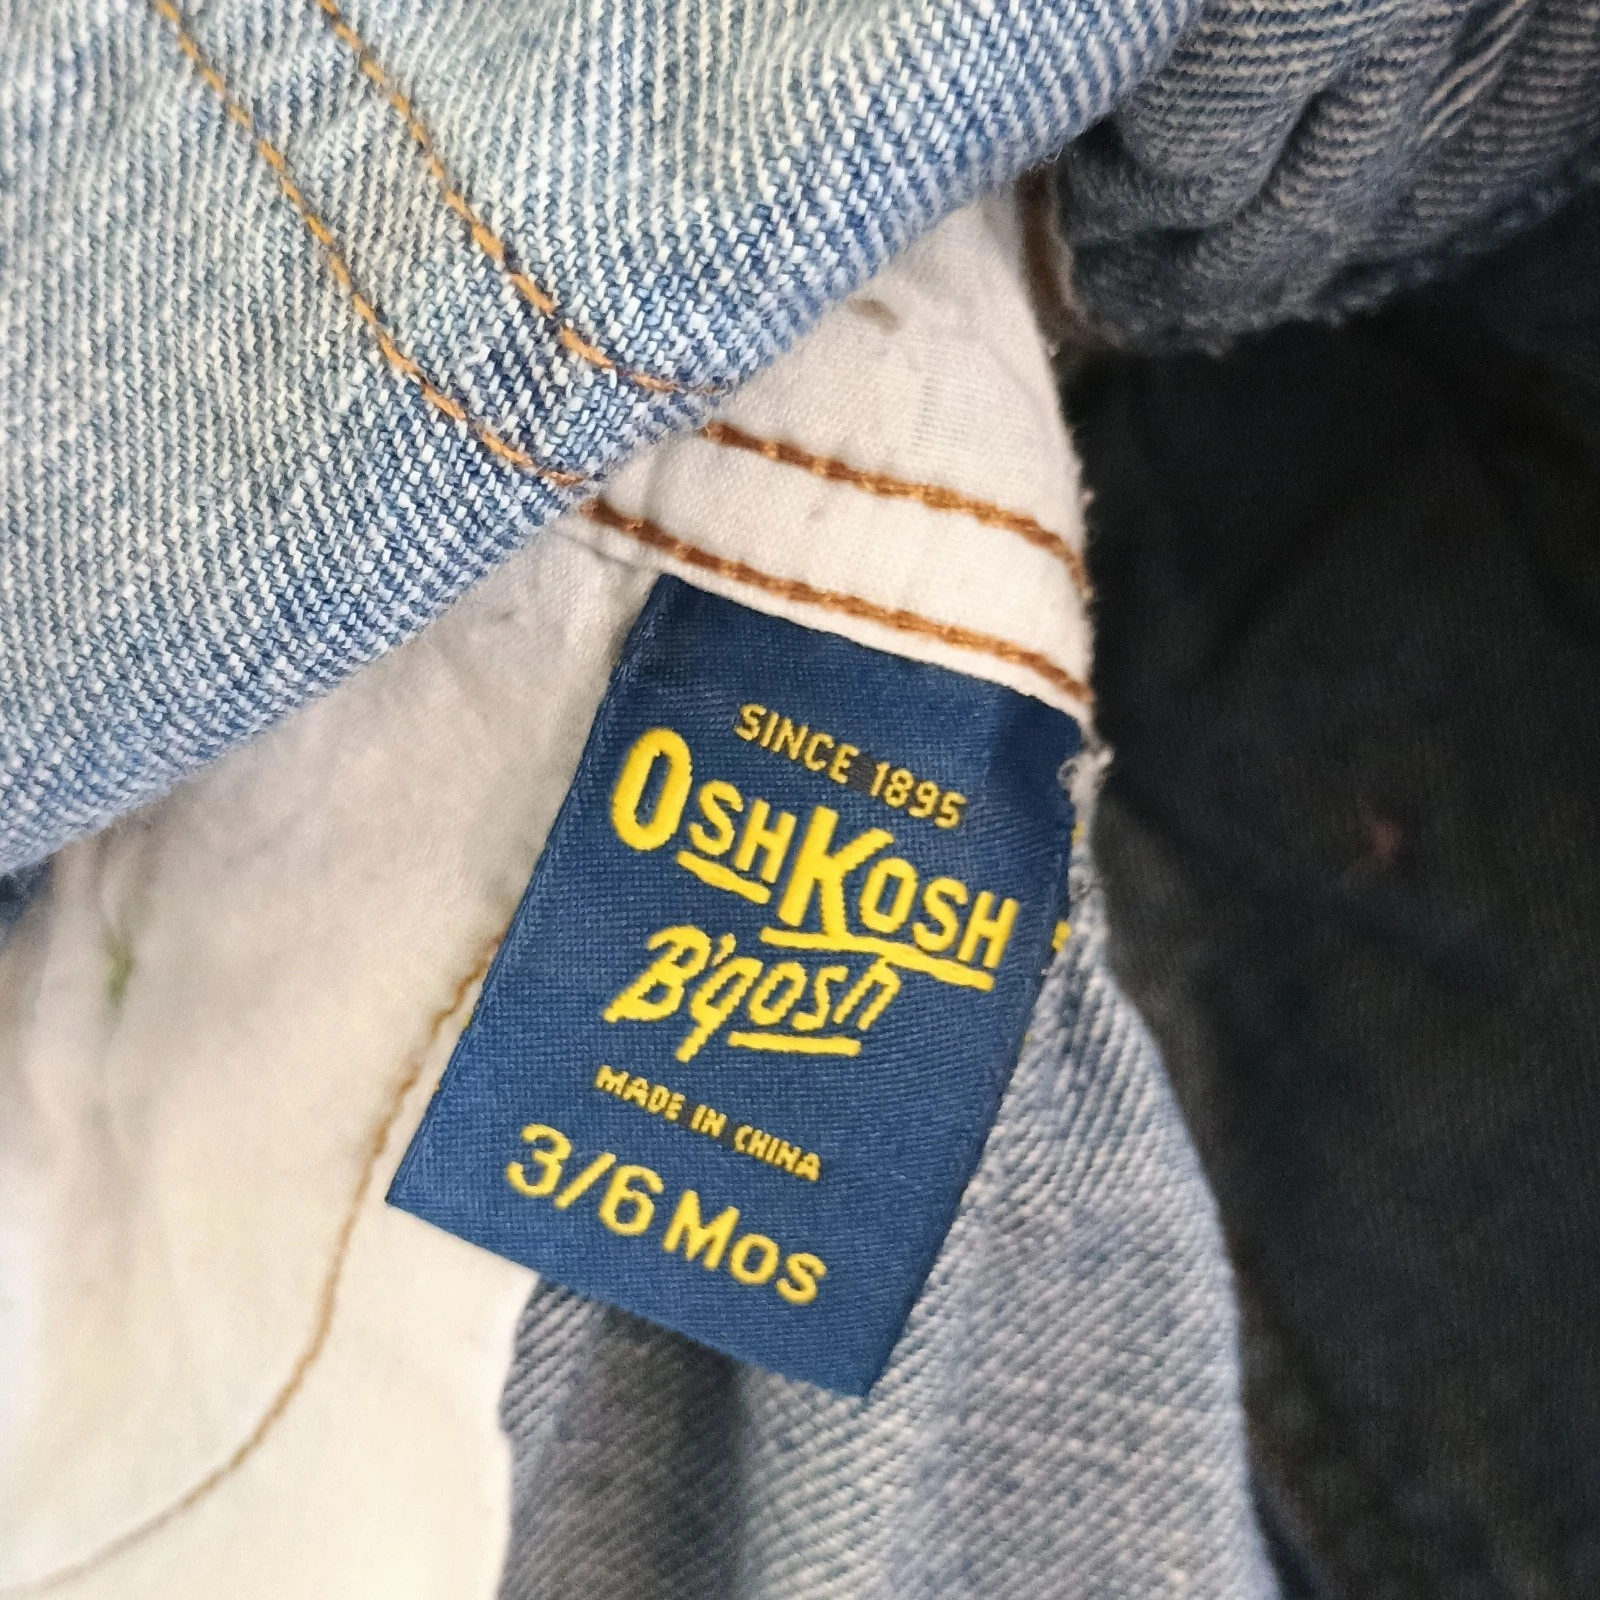 SINCE 1895
OSHKOSH
B'gosh
MADE IN CHINA
3/6 MOS